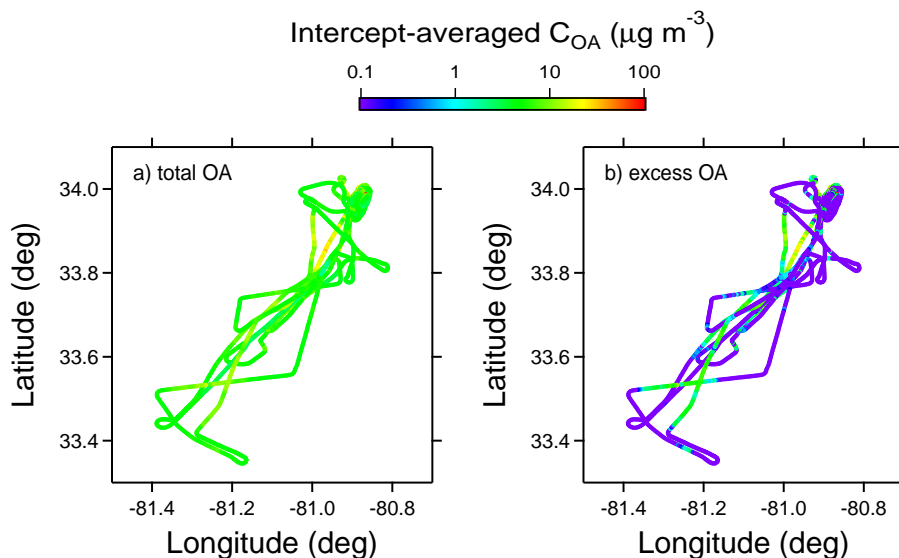 Intercept-averaged C_OA (μg m⁻³)
0.1 1 10 100
a) total OA
b) excess OA
34.0 34.0
33.8 33.8
33.6 33.6
33.4 33.4
Latitude (deg) Latitude (deg)
-81.4 -81.2 -81.0 -80.8 -81.4 -81.2 -81.0 -80.8
Longitude (deg) Longitude (deg)